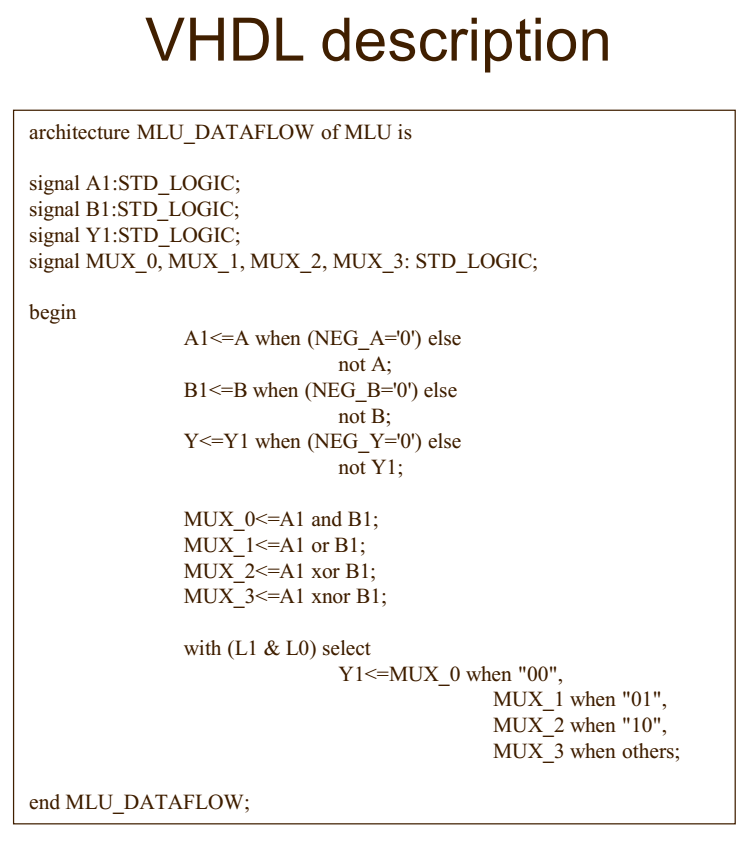 VHDL description
architecture MLU_DATAFLOW of MLU is
signal A1:STD_LOGIC;
signal B1:STD_LOGIC;
signal Y1:STD_LOGIC;
signal MUX_0, MUX_1, MUX_2, MUX_3: STD_LOGIC;
begin
A1<=A when (NEG_A='0') else
not A;
B1<=B when (NEG_B='0') else
not B;
Y<=Y1 when (NEG_Y='0') else
not Y1;
MUX_0<=A1 and B1;
MUX_1<=A1 or B1;
MUX_2<=A1 xor B1;
MUX_3<=A1 xnor B1;
with (L1 & L0) select
Y1<=MUX_0 when "00",
MUX_1 when "01",
MUX_2 when "10",
MUX_3 when others;
end MLU_DATAFLOW;